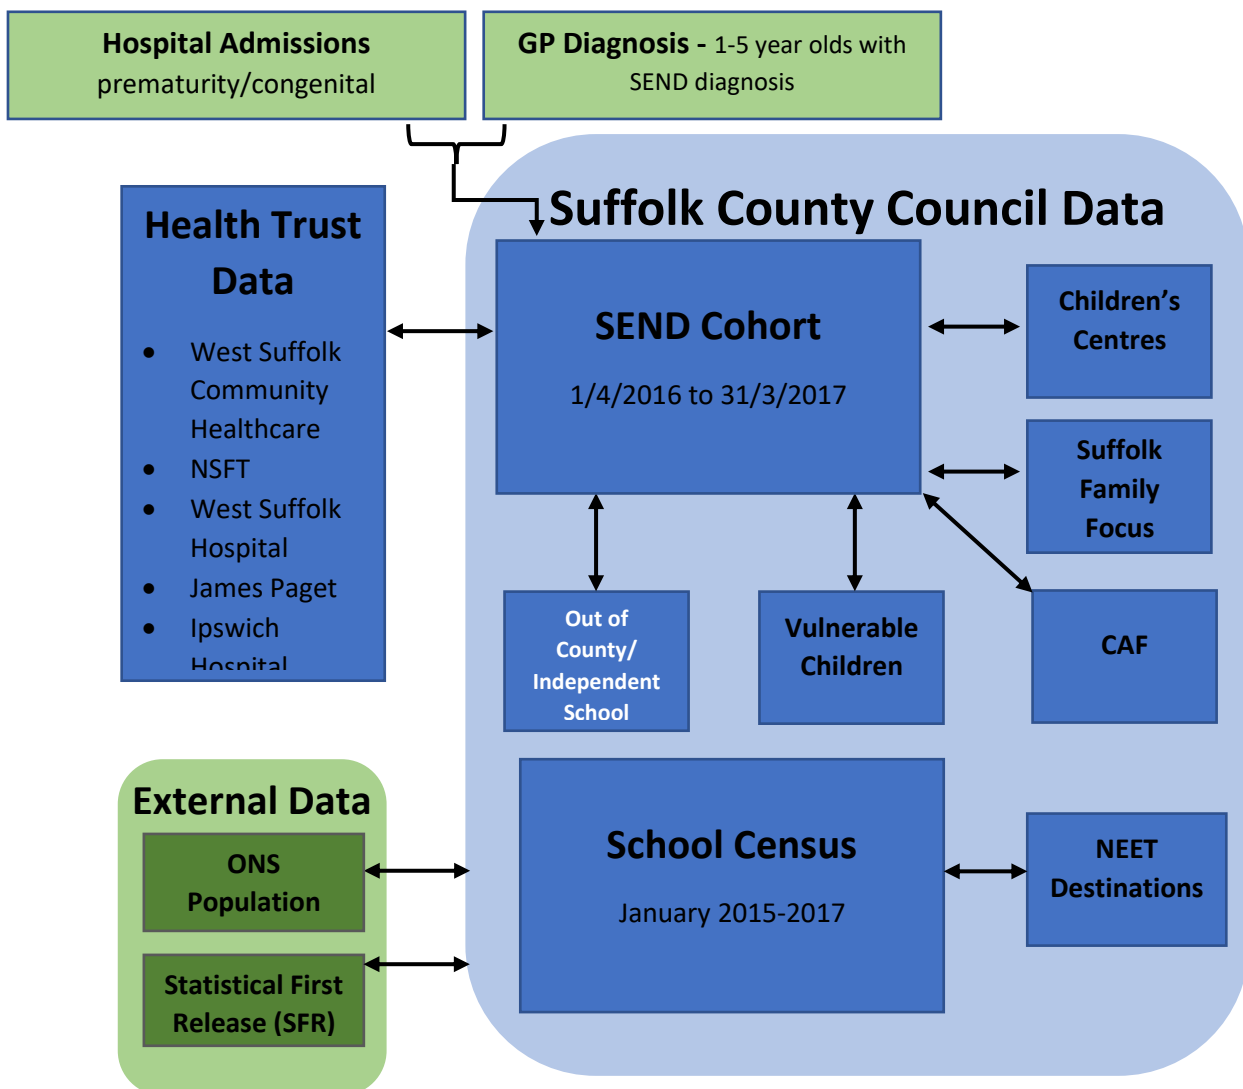 Hospital Admissions
prematurity/congenital
GP Diagnosis - 1-5 year olds with
SEND diagnosis
Suffolk County Council Data
Health Trust
Data
• West Suffolk
Community
Healthcare
• NSFT
• West Suffolk
Hospital
• James Paget
• Ipswich
Hospital
SEND Cohort
1/4/2016 to 31/3/2017
Children’s
Centres
Suffolk
Family
Focus
Out of
County/
Independent
School
Vulnerable
Children
CAF
External Data
ONS
Population
Statistical First
Release (SFR)
School Census
January 2015-2017
NEET
Destinations